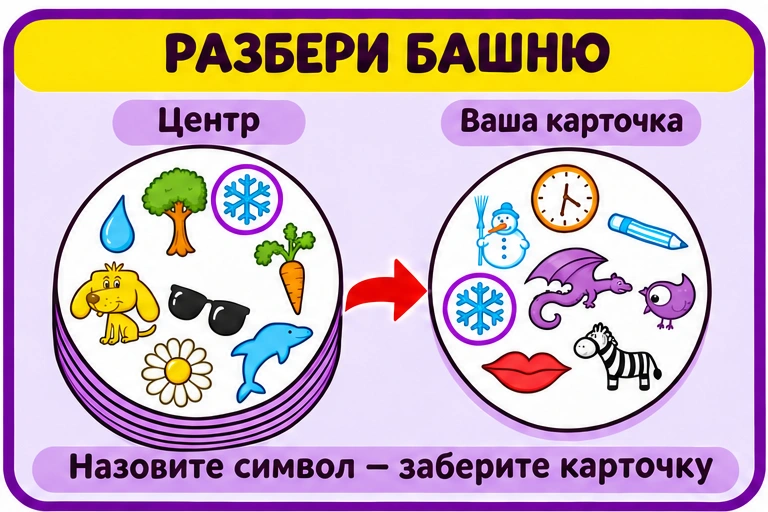 РАЗБЕРИ БАШНЮ
Центр
Ваша карточка
Назовите символ – заберите карточку